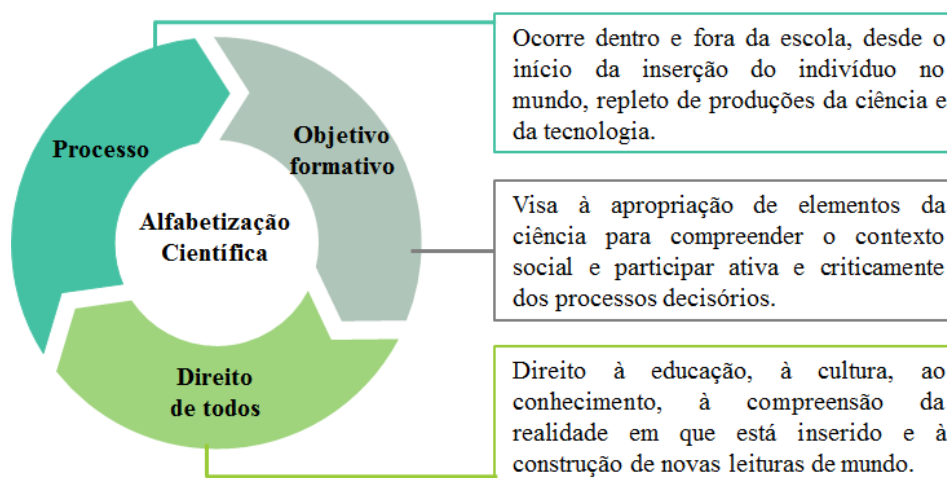 Processo
Objetivo
formativo
Alfabetização
Científica
Direito
de todos
Ocorre dentro e fora da escola, desde o
início da inserção do indivíduo no
mundo, repleto de produções da ciência e
da tecnologia.
Visa à apropriação de elementos da
ciência para compreender o contexto
social e participar ativa e criticamente
dos processos decisórios.
Direito à educação, à cultura, ao
conhecimento, à compreensão da
realidade em que está inserido e à
construção de novas leituras de mundo.